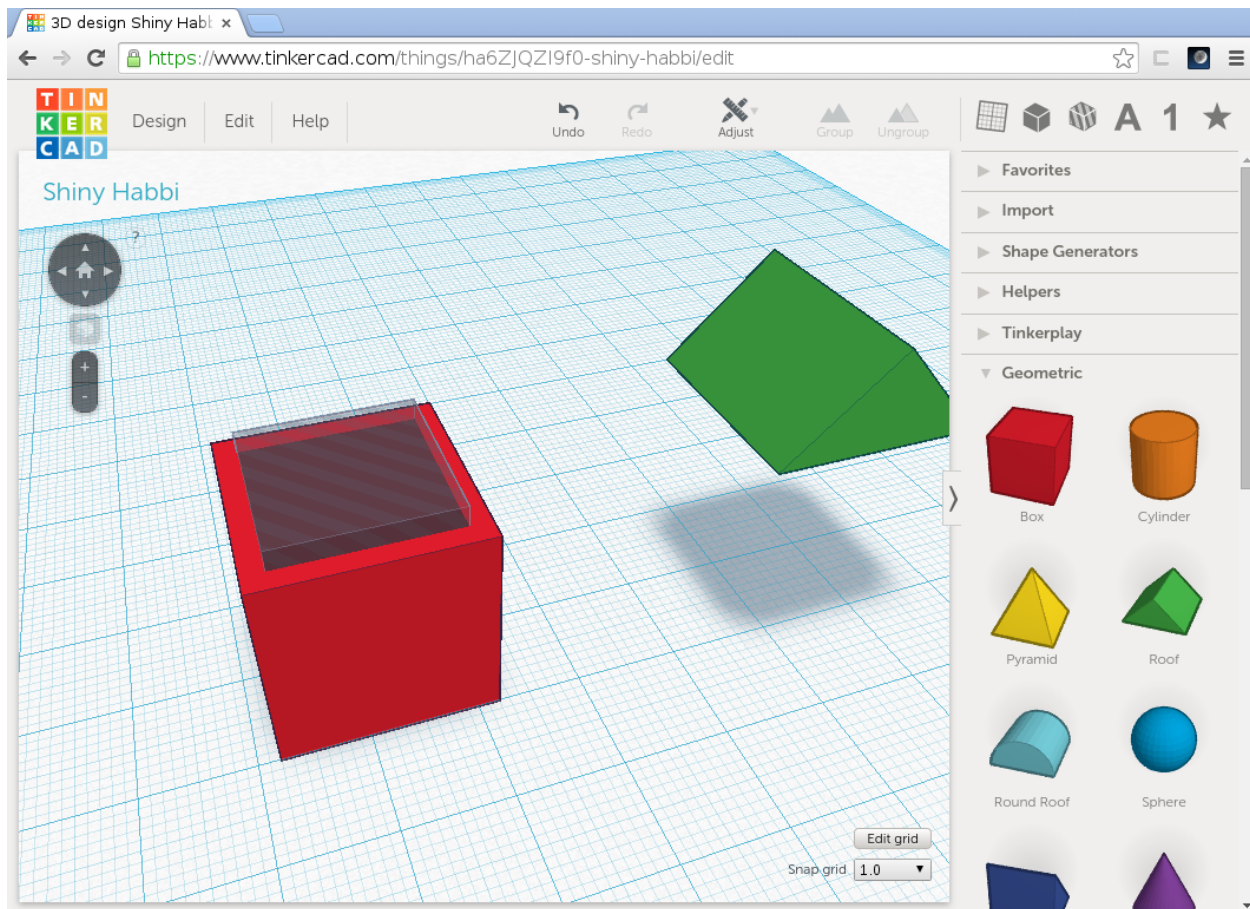 3D design Shiny Habb
https://www.tinkercad.com/things/ha6ZJQZI9f0-shiny-habbi/edit
TIN
KER
CAD
Design
Edit
Help
Undo
Redo
Adjust
Group
Ungroup
A
1
Shiny Habbi
?
+
-
Favorites
Import
Shape Generators
Helpers
Tinkerplay
Geometric
Box
Cylinder
Pyramid
Roof
Round Roof
Sphere
Edit grid
Snap grid 1.0